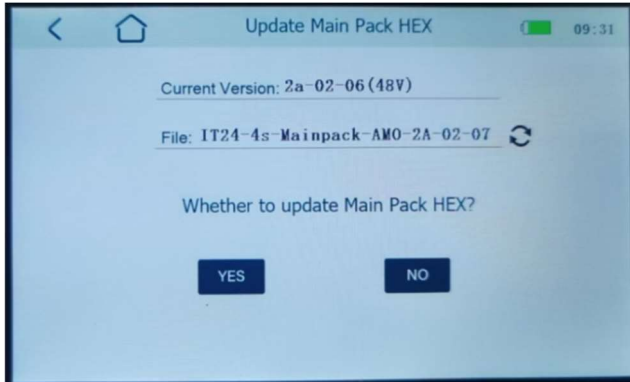 Update Main Pack HEX
09:31
Current Version: 2a-02-06(48V)
File: IT24-4s-Mainpack-AMO-2A-02-07
Whether to update Main Pack HEX?
YES
NO